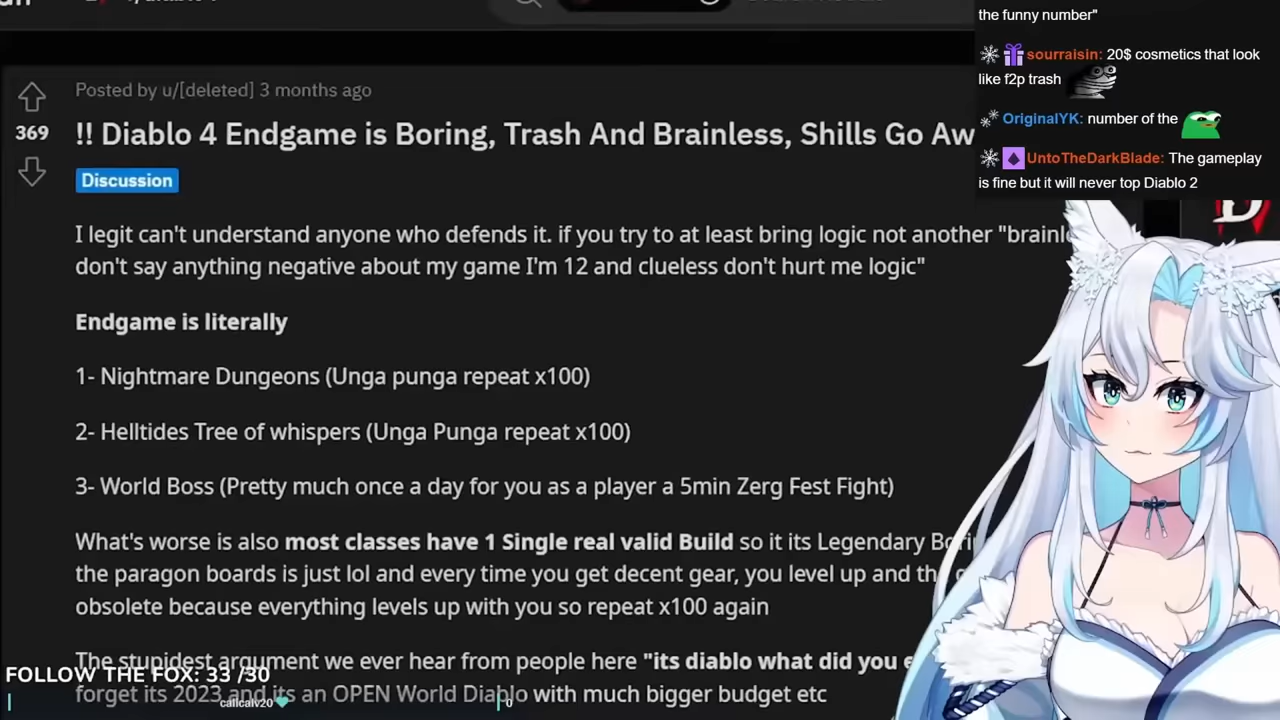 the funny number"
sourraisin: 20$ cosmetics that look
like f2p trash
OriginalYK: number of the
UntoTheDarkBlade: The gameplay
is fine but it will never top Diablo 2
Posted by u/[deleted] 3 months ago
369
!! Diablo 4 Endgame is Boring, Trash And Brainless, Shills Go Aw
Discussion
I legit can't understand anyone who defends it. if you try to at least bring logic not another "brainle
don't say anything negative about my game I'm 12 and clueless don't hurt me logic"
Endgame is literally
1- Nightmare Dungeons (Unga punga repeat x100)
2- Helltides Tree of whispers (Unga Punga repeat x100)
3- World Boss (Pretty much once a day for you as a player a 5min Zerg Fest Fight)
What's worse is also most classes have 1 Single real valid Build so it its Legendary Bori
the paragon boards is just lol and every time you get decent gear, you level up and the
obsolete because everything levels up with you so repeat x100 again
The stupidest argument we ever hear from people here "its diablo what did you e
FOLLOW THE FOX: 33 /30
forget its 2023 and its an OPEN World Diablo with much bigger budget etc
0